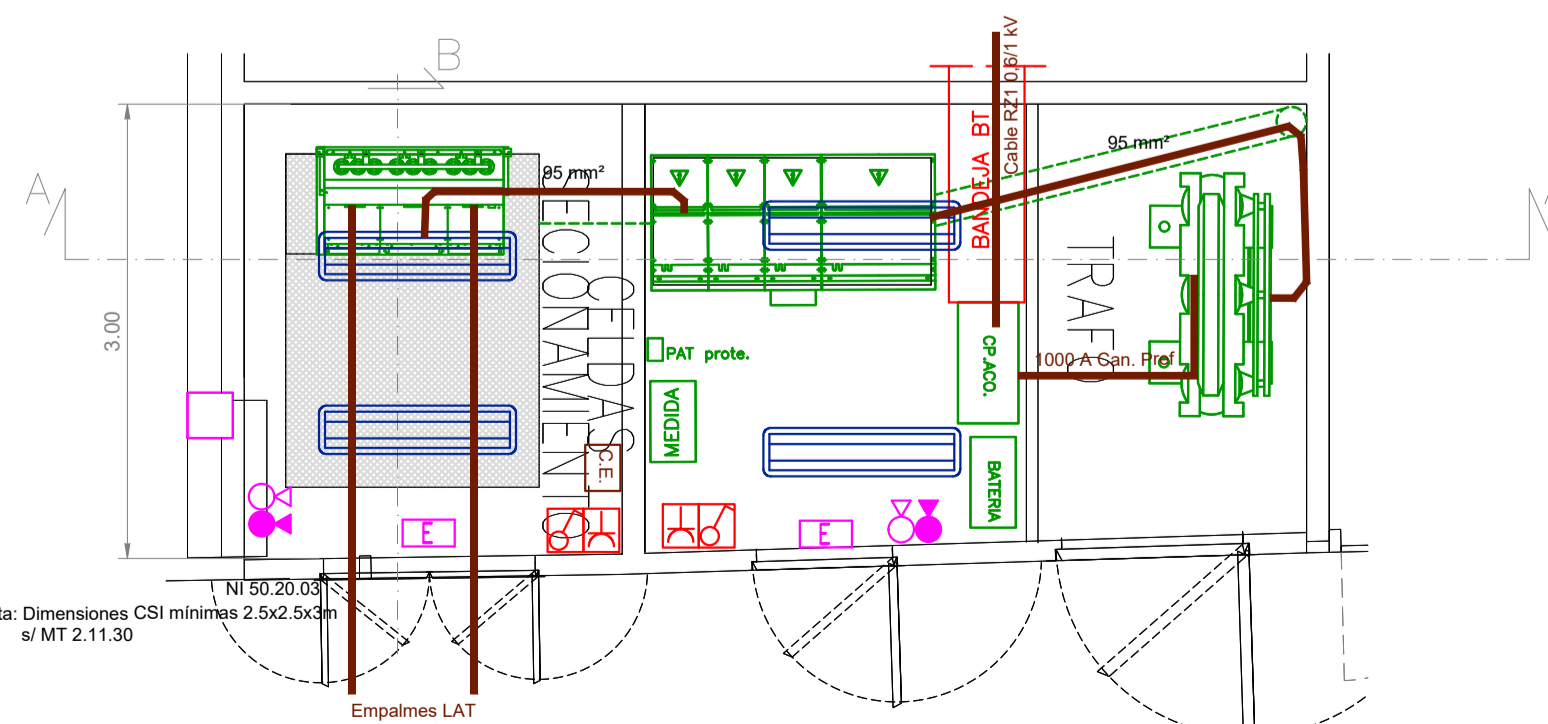 B
Cable RZ1 0,6/1 kV
BANDEJA BT
95 mm²
95 mm²
A
CELDAS
SECCIONAMIENTO
TRAFO
3.00
PAT prote.
CP.ACO.
1000 A Can. Pref
MEDIDA
C.E.
BATERIA
E
E
NI 50.20.03
ta: Dimensiones CSI mínimas 2.5x2.5x3m
s/ MT 2.11.30
Empalmes LAT